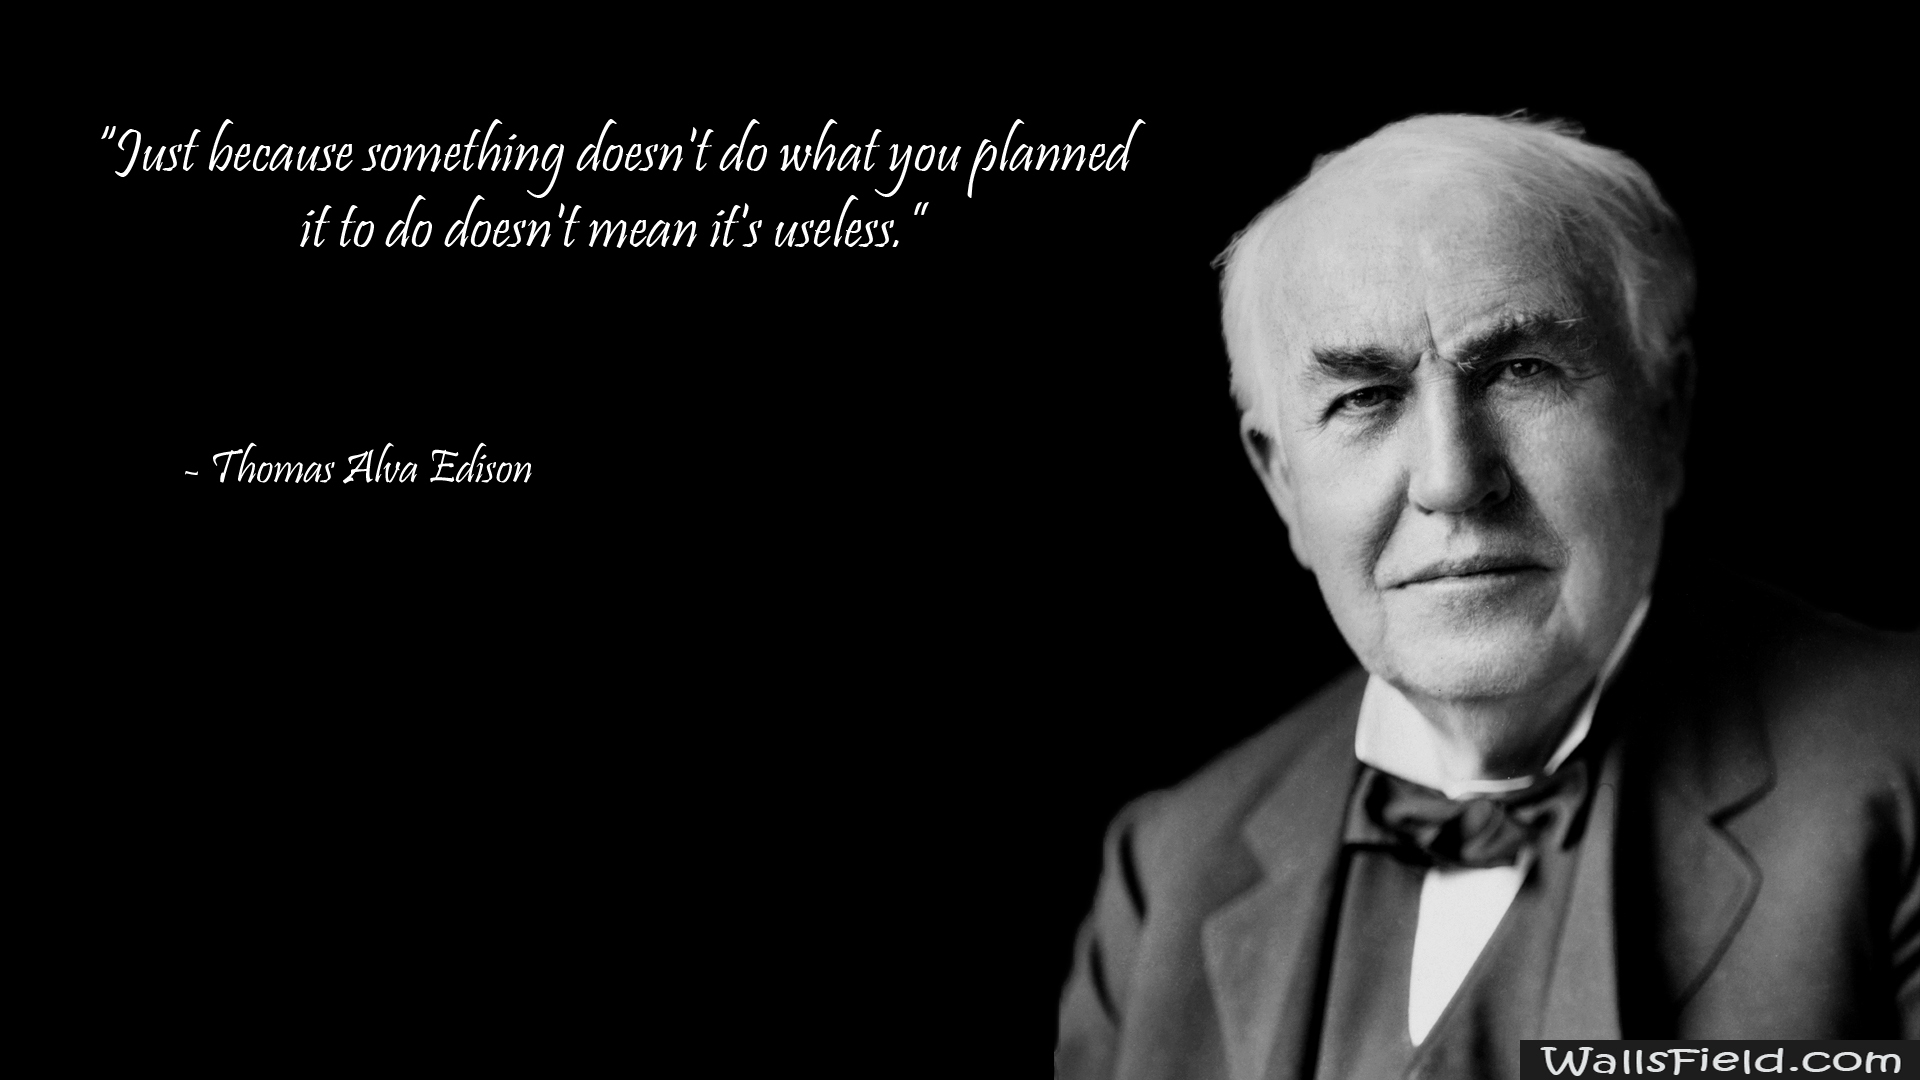 "Just because something doesn't do what you planned
it to do doesn't mean it's useless."
~ Thomas Alva Edison
WallsField.com